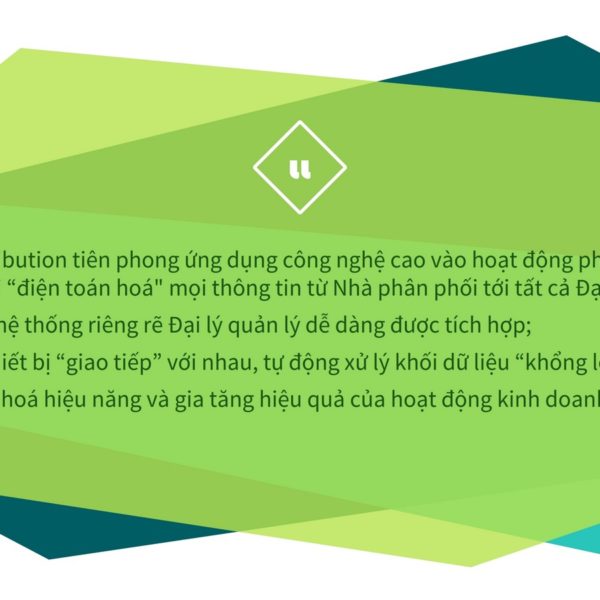 bution tiên phong ứng dụng công nghệ cao vào hoạt động ph
“điện toán hoá" mọi thông tin từ Nhà phân phối tới tất cả Đạ
hệ thống riêng rẽ Đại lý quản lý dễ dàng được tích hợp;
iết bị “giao tiếp” với nhau, tự động xử lý khối dữ liệu “khổng l
hoá hiệu năng và gia tăng hiệu quả của hoạt động kinh doanh